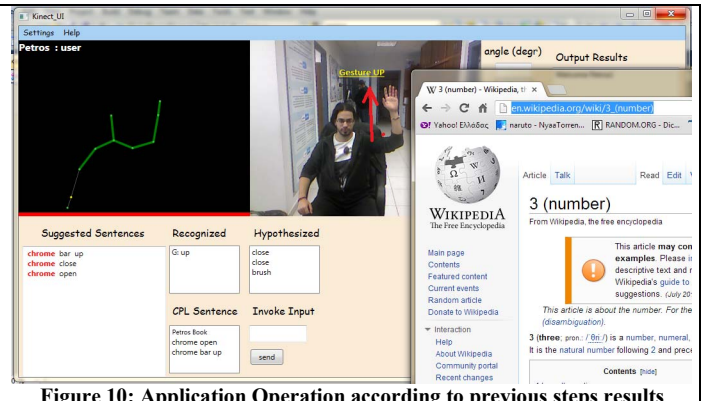 Kinect_UI
Settings Help
Petros : user
Gesture UP
angle (degr)
Output Results
Suggested Sentences
chrome bar up
chrome close
chrome open
Recognized
G: up
Hypothesized
close
close
brush
CPL Sentence
Petros Book
chrome open
chrome bar up
Invoke Input
send
W 3 (number) - Wikipedia, tl ×
en.wikipedia.org/wiki/3_(number)
Yahoo! Ελλάδας naruto - NyaaTorren... R RANDOM.ORG - Dic...
WIKIPEDIA
The Free Encyclopedia
Main page
Contents
Featured content
Current events
Random article
Donate to Wikipedia
Interaction
Help
About Wikipedia
Community portal
Recent changes
Article Talk Read Edit
3 (number)
From Wikipedia, the free encyclopedia
This article may con
examples. Please i
descriptive text and r
Wikipedia's guide to
suggestions. (July 20
This article is about the number. For the
(disambiguation).
3 (three; pron.: /ˈθri/) is a number, numeral,
It is the natural number following 2 and prece
Contents [hide]
Figure 10: Application Operation according to previous steps results